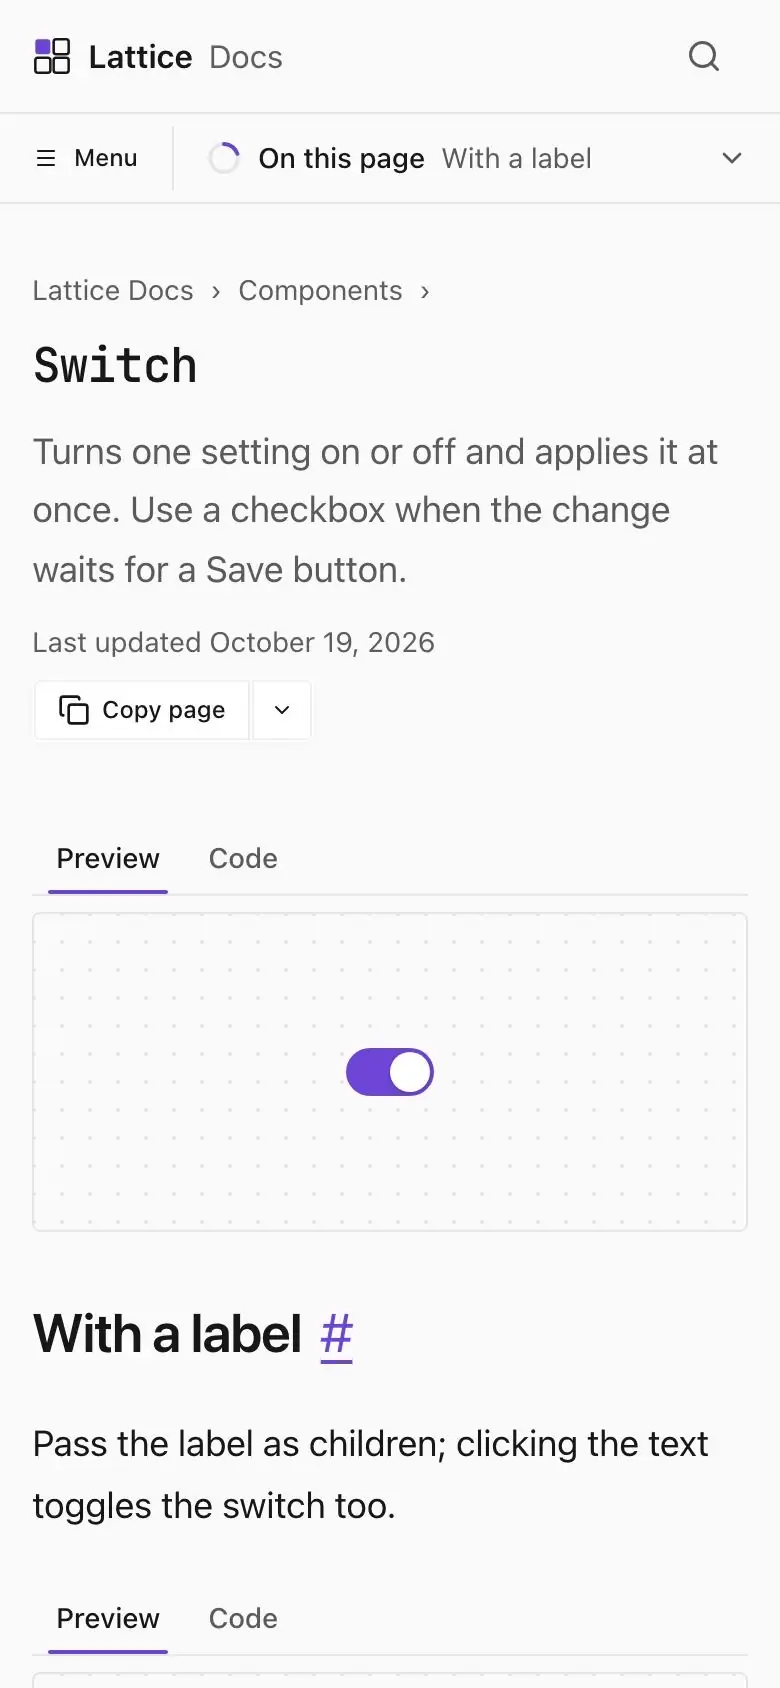 Lattice Docs
Menu
On this page With a label
Lattice Docs › Components ›
Switch
Turns one setting on or off and applies it at
once. Use a checkbox when the change
waits for a Save button.
Last updated October 19, 2026
Copy page
Preview Code
With a label #
Pass the label as children; clicking the text
toggles the switch too.
Preview Code